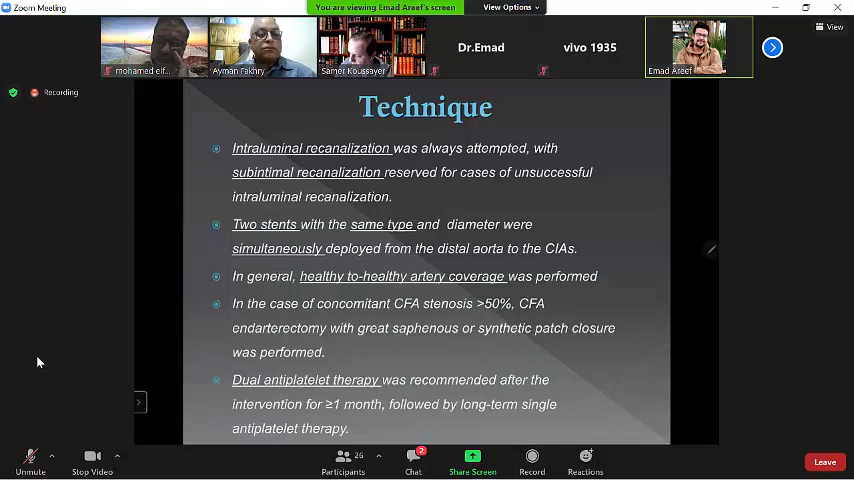 Zoom Meeting
You are viewing Emad Areef's screen
View Options
View
mohamed elf...
Ayman Fakhry
Samer Koussayer
Dr.Emad
vivo 1935
Emad Areef
Recording
Technique
Intraluminal recanalization was always attempted, with
subintimal recanalization reserved for cases of unsuccessful
intraluminal recanalization.
Two stents with the same type and diameter were
simultaneously deployed from the distal aorta to the CIAs.
In general, healthy to-healthy artery coverage was performed
In the case of concomitant CFA stenosis >50%, CFA
endarterectomy with great saphenous or synthetic patch closure
was performed.
Dual antiplatelet therapy was recommended after the
intervention for ≥1 month, followed by long-term single
antiplatelet therapy.
Unmute
Stop Video
26
Participants
2
Chat
Share Screen
Record
Reactions
Leave